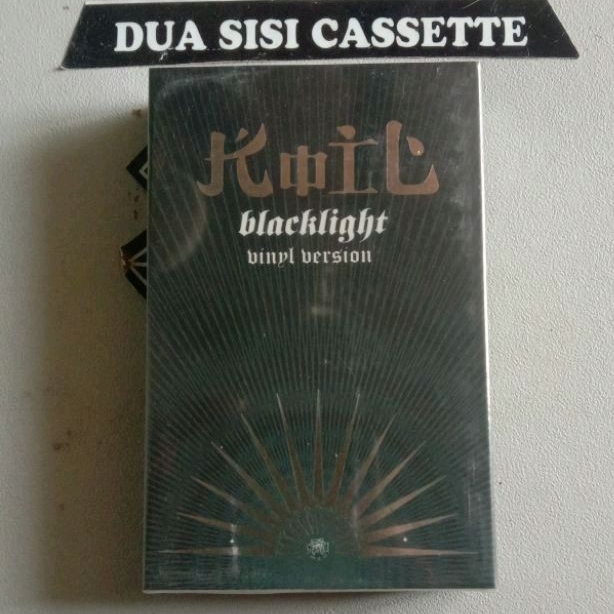 DUA SISI CASSETTE
KOIL
blacklight
vinyl version